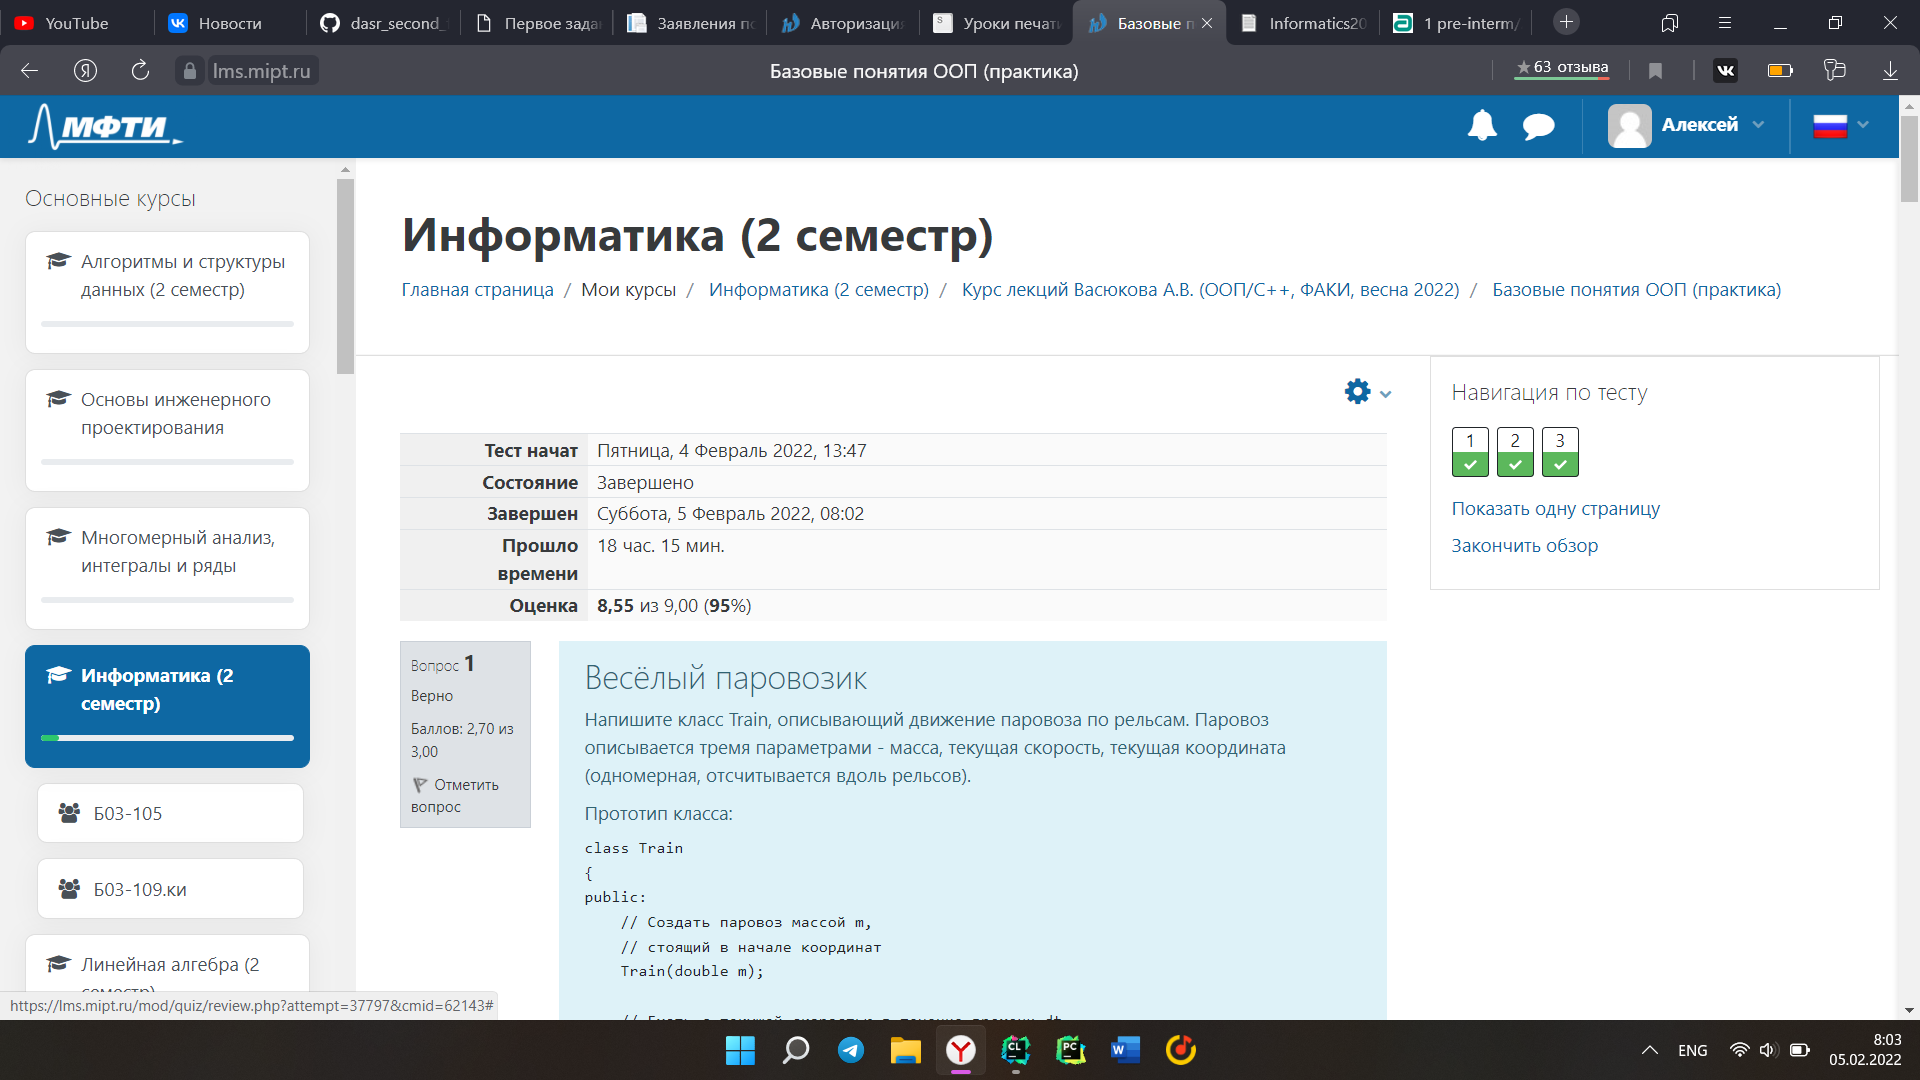 YouTube
Новости
dasr_second_
Первое зада
Заявления по
Авторизация
Уроки печати
Базовые п
Informatics20
1 pre-interm/
lms.mipt.ru
Базовые понятия ООП (практика)
63 отзыва
МФТИ
Алексей
Основные курсы
Алгоритмы и структуры
данных (2 семестр)
Основы инженерного
проектирования
Многомерный анализ,
интегралы и ряды
Информатика (2
семестр)
Б03-105
Б03-109.ки
Линейная алгебра (2
семестр)
https://lms.mipt.ru/mod/quiz/review.php?attempt=37797&cmid=62143#
Информатика (2 семестр)
Главная страница / Мои курсы / Информатика (2 семестр) / Курс лекций Васюкова А.В. (ООП/C++, ФАКИ, весна 2022) / Базовые понятия ООП (практика)
Тест начат Пятница, 4 Февраль 2022, 13:47
Состояние Завершено
Завершен Суббота, 5 Февраль 2022, 08:02
Прошло 18 час. 15 мин.
времени
Оценка 8,55 из 9,00 (95%)
Вопрос 1
Верно
Баллов: 2,70 из
3,00
Отметить
вопрос
Весёлый паровозик
Напишите класс Train, описывающий движение паровоза по рельсам. Паровоз
описывается тремя параметрами - масса, текущая скорость, текущая координата
(одномерная, отсчитывается вдоль рельсов).
Прототип класса:
class Train
{
public:
// Создать паровоз массой m,
// стоящий в начале координат
Train(double m);
// Ехать с текущей скоростью в течение времени dt
Навигация по тесту
1 2 3
Показать одну страницу
Закончить обзор
ENG
8:03
05.02.2022